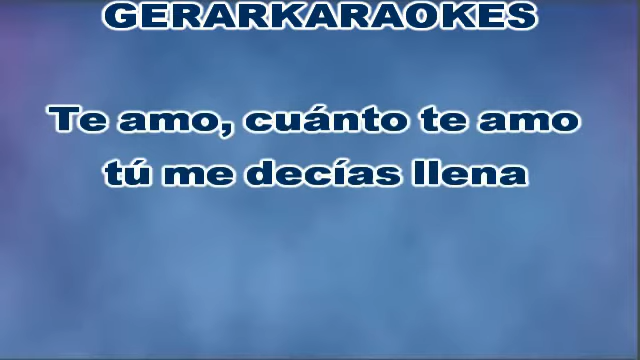 GERARKARAOKES
Te amo, cuánto te amo
tú me decías llena